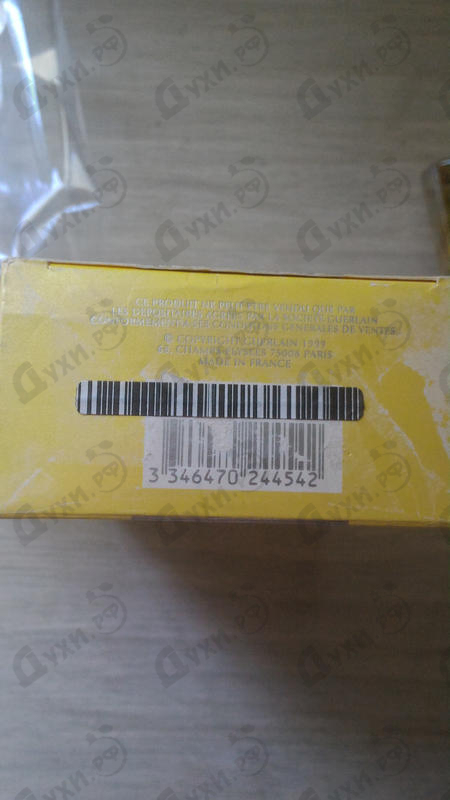 CE PRODUIT NE PEUT ETRE VENDU QUE PAR
LES DEPOSITAIRES AGREES PAR LA SOCIETE GUERLAIN
CONFORMEMENT A SES CONDITIONS GENERALES DE VENTES
© COPYRIGHT GUERLAIN 1999
68, CHAMPS-ELYSEES 75008 PARIS
MADE IN FRANCE
3 346470 244542
Духи.рф